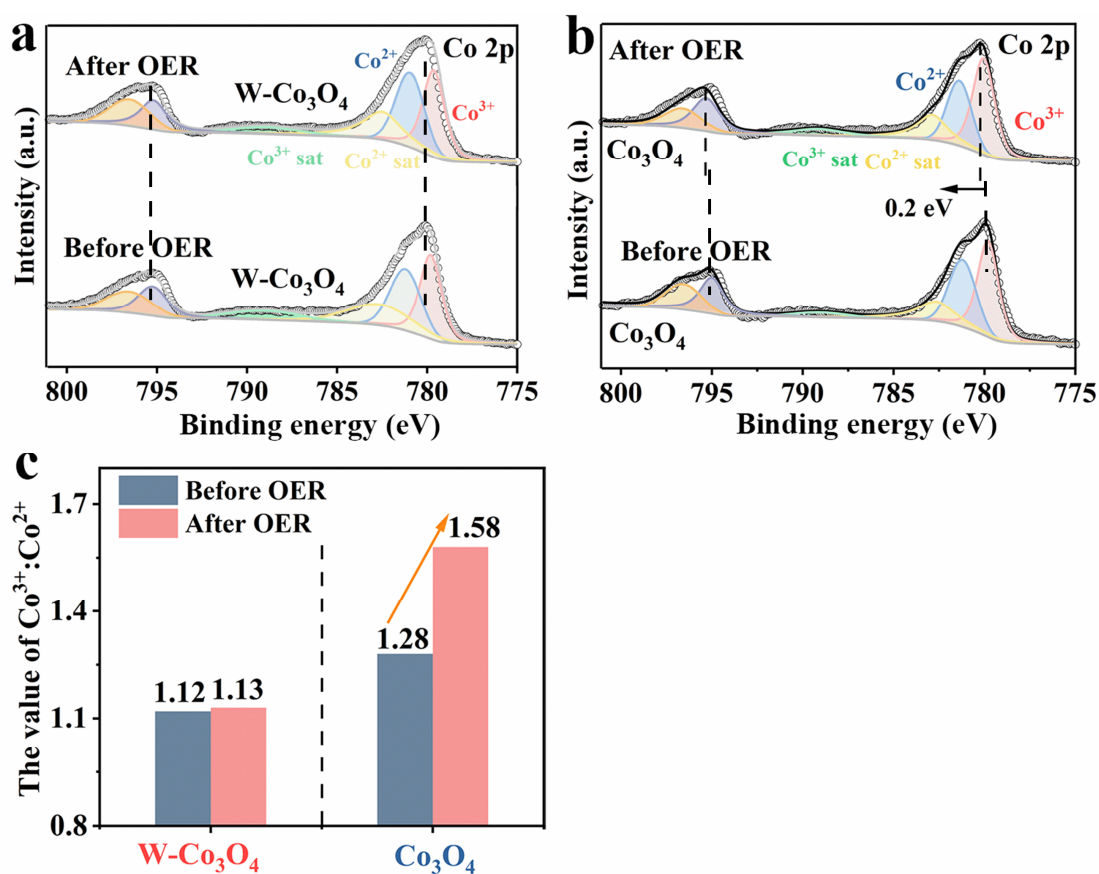 a
Co 2p
After OER
Co²⁺
W-Co₃O₄
Co³⁺
Co³⁺ sat
Co²⁺ sat
Before OER
W-Co₃O₄
Intensity (a.u.)
800 795 790 785 780 775
Binding energy (eV)
b
Co 2p
After OER
Co²⁺
Co³⁺
Co₃O₄
Co³⁺ sat
Co²⁺ sat
0.2 eV
Before OER
Co₃O₄
Intensity (a.u.)
800 795 790 785 780 775
Binding energy (eV)
c
Before OER
After OER
The value of Co³⁺:Co²⁺
1.7
1.4
1.1
0.8
1.12
1.13
1.28
1.58
W-Co₃O₄
Co₃O₄